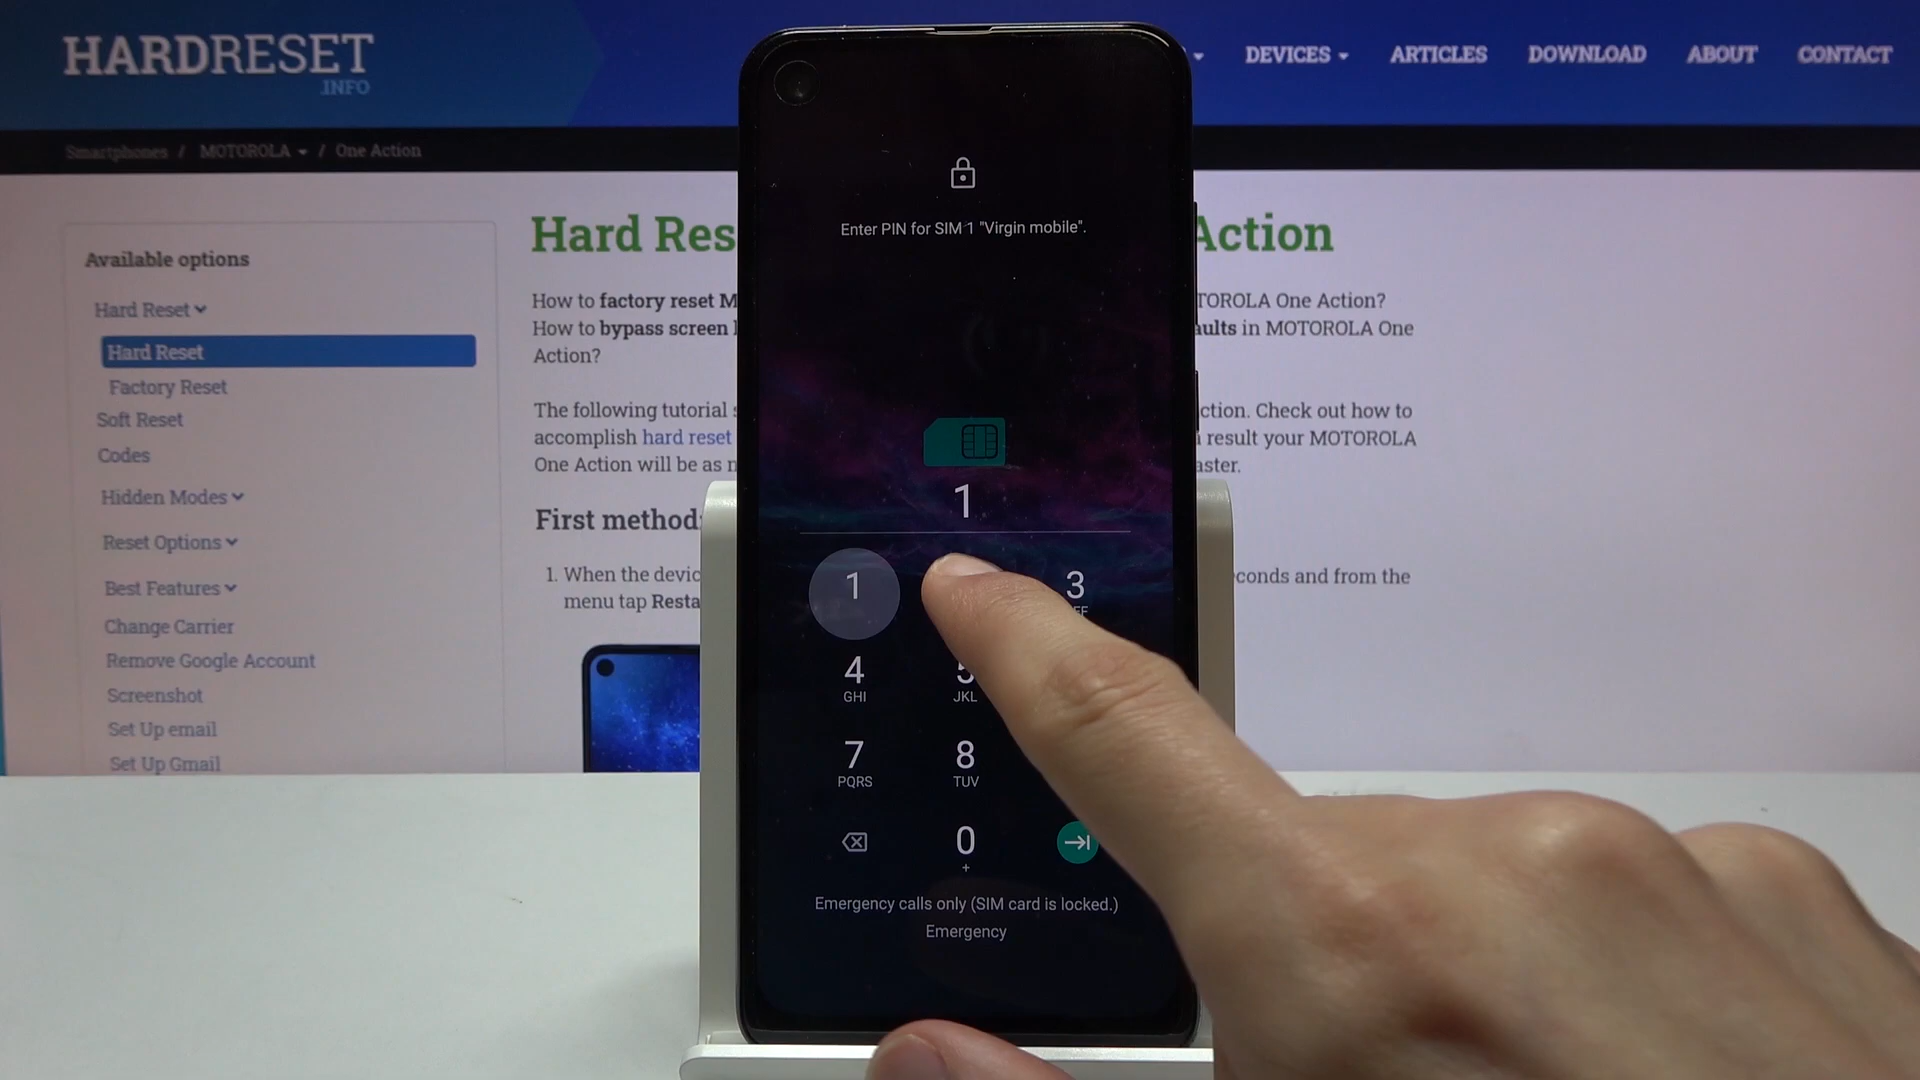 HARDRESET
.INFO
DEVICES
ARTICLES
DOWNLOAD
ABOUT
CONTACT
Smartphones / MOTOROLA / One Action
Available options
Hard Reset
Hard Reset
Factory Reset
Soft Reset
Codes
Hidden Modes
Reset Options
Best Features
Change Carrier
Remove Google Account
Screenshot
Set Up email
Set Up Gmail
Hard Res
Action
How to factory reset M
TOROLA One Action?
How to bypass screen
aults in MOTOROLA One
Action?
The following tutorial
ction. Check out how to
accomplish hard reset
result your MOTOROLA
One Action will be as
aster.
First method:
1. When the devic
conds and from the
menu tap Resta
Enter PIN for SIM 1 "Virgin mobile".
1
1
3
4
GHI
5
JKL
7
PQRS
8
TUV
0
+
Emergency calls only (SIM card is locked.)
Emergency